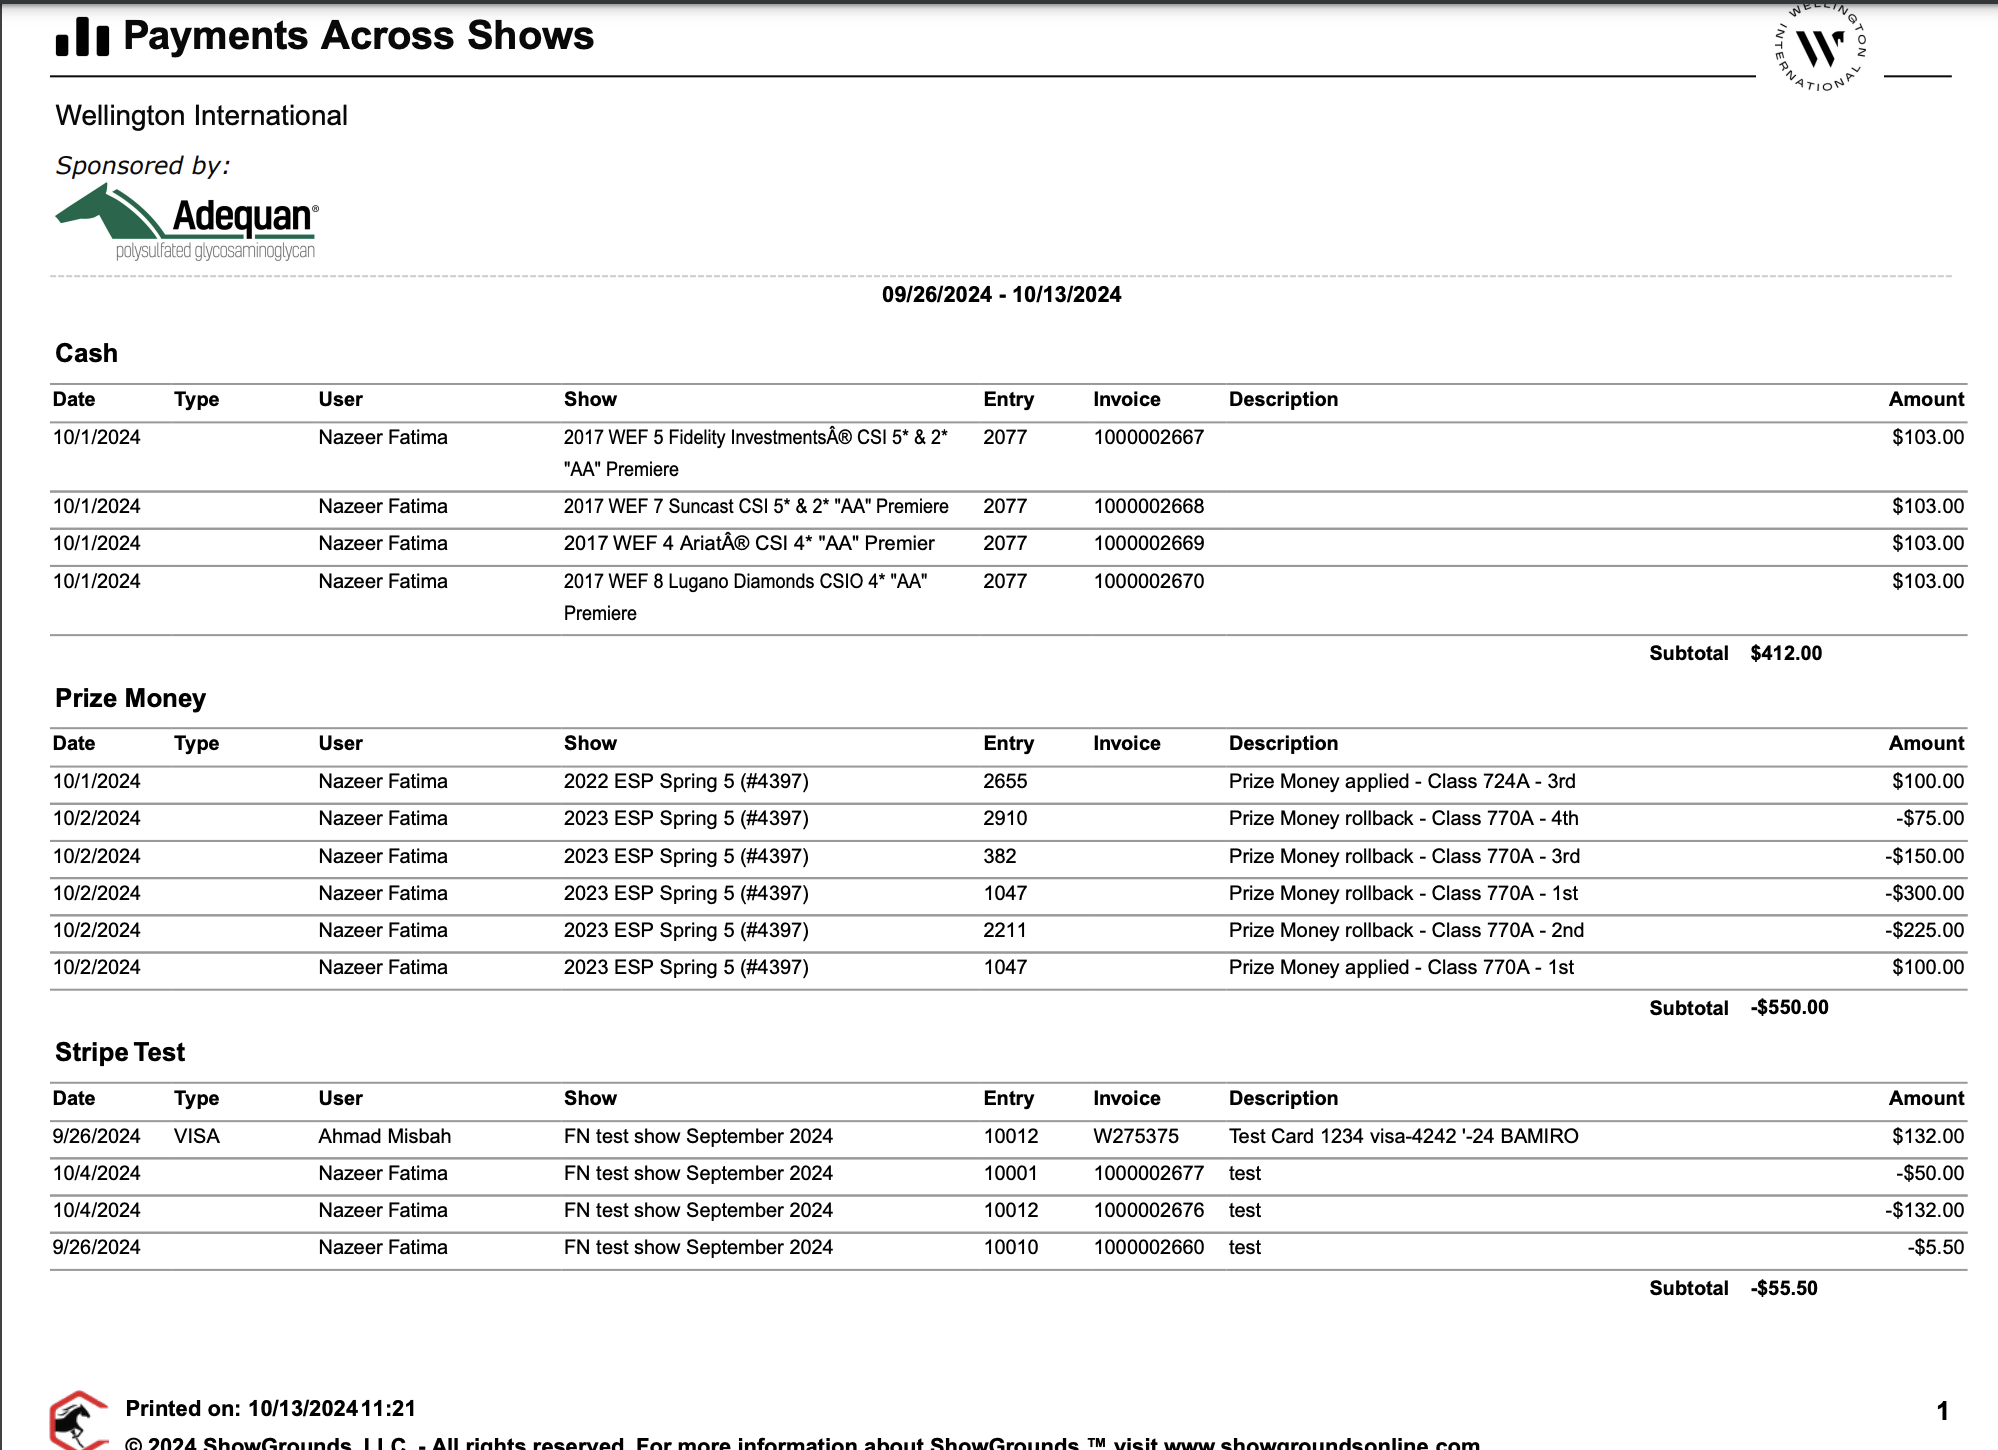 Payments Across Shows
WELLINGTON INTERNATIONAL
W
Wellington International
Sponsored by:
Adequan®
polysulfated glycosaminoglycan
09/26/2024 - 10/13/2024
Cash
Date Type User Show Entry Invoice Description Amount
10/1/2024 Nazeer Fatima 2017 WEF 5 Fidelity InvestmentsÂ® CSI 5* & 2* 2077 1000002667 $103.00
"AA" Premiere
10/1/2024 Nazeer Fatima 2017 WEF 7 Suncast CSI 5* & 2* "AA" Premiere 2077 1000002668 $103.00
10/1/2024 Nazeer Fatima 2017 WEF 4 AriatÂ® CSI 4* "AA" Premier 2077 1000002669 $103.00
10/1/2024 Nazeer Fatima 2017 WEF 8 Lugano Diamonds CSIO 4* "AA" 2077 1000002670 $103.00
Premiere
Subtotal $412.00
Prize Money
Date Type User Show Entry Invoice Description Amount
10/1/2024 Nazeer Fatima 2022 ESP Spring 5 (#4397) 2655 Prize Money applied - Class 724A - 3rd $100.00
10/2/2024 Nazeer Fatima 2023 ESP Spring 5 (#4397) 2910 Prize Money rollback - Class 770A - 4th -$75.00
10/2/2024 Nazeer Fatima 2023 ESP Spring 5 (#4397) 382 Prize Money rollback - Class 770A - 3rd -$150.00
10/2/2024 Nazeer Fatima 2023 ESP Spring 5 (#4397) 1047 Prize Money rollback - Class 770A - 1st -$300.00
10/2/2024 Nazeer Fatima 2023 ESP Spring 5 (#4397) 2211 Prize Money rollback - Class 770A - 2nd -$225.00
10/2/2024 Nazeer Fatima 2023 ESP Spring 5 (#4397) 1047 Prize Money applied - Class 770A - 1st $100.00
Subtotal -$550.00
Stripe Test
Date Type User Show Entry Invoice Description Amount
9/26/2024 VISA Ahmad Misbah FN test show September 2024 10012 W275375 Test Card 1234 visa-4242 '-24 BAMIRO $132.00
10/4/2024 Nazeer Fatima FN test show September 2024 10001 1000002677 test -$50.00
10/4/2024 Nazeer Fatima FN test show September 2024 10012 1000002676 test -$132.00
9/26/2024 Nazeer Fatima FN test show September 2024 10010 1000002660 test -$5.50
Subtotal -$55.50
Printed on: 10/13/2024 11:21
1
© 2024 ShowGrounds, LLC. - All rights reserved. For more information about ShowGrounds ™ visit www.showgroundsonline.com